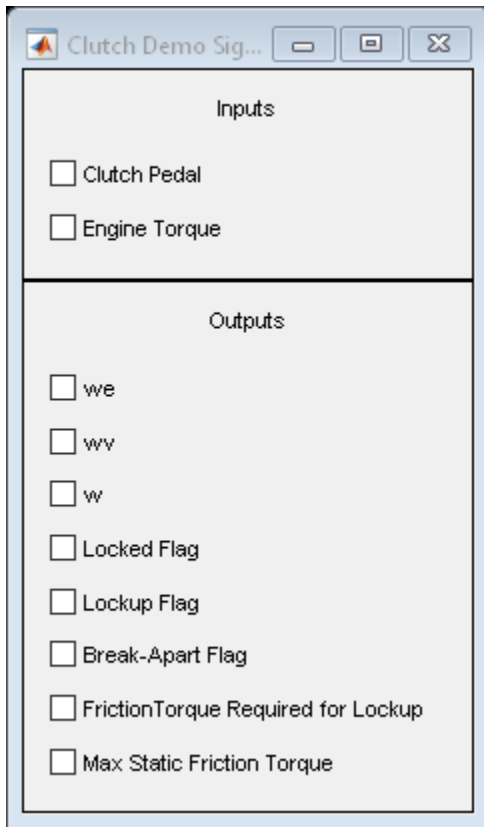 Clutch Demo Sig...
Inputs
Clutch Pedal
Engine Torque
Outputs
we
wv
w
Locked Flag
Lockup Flag
Break-Apart Flag
FrictionTorque Required for Lockup
Max Static Friction Torque